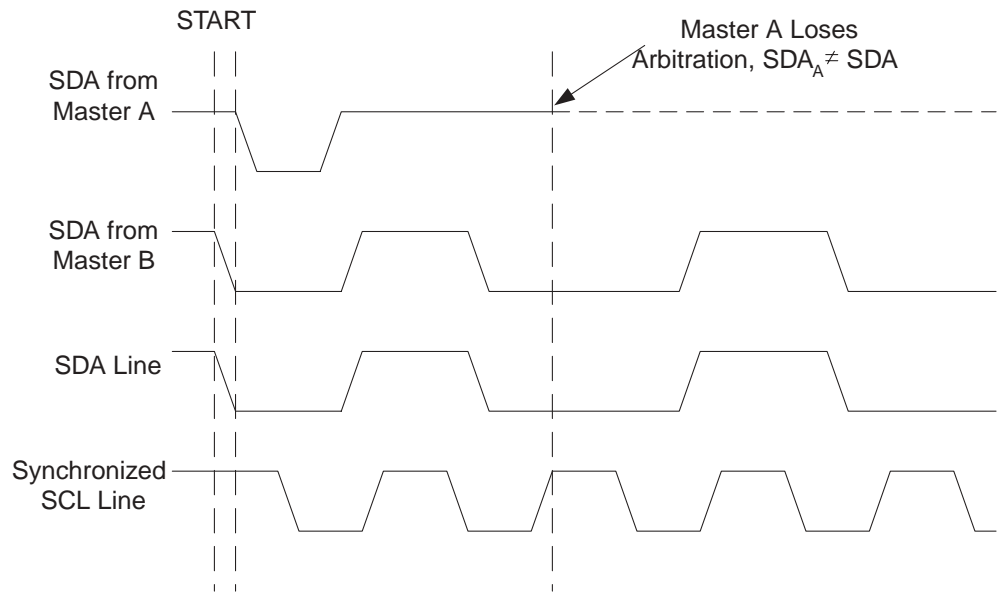 START
Master A Loses
Arbitration, SDA_A ≠ SDA
SDA from
Master A
SDA from
Master B
SDA Line
Synchronized
SCL Line